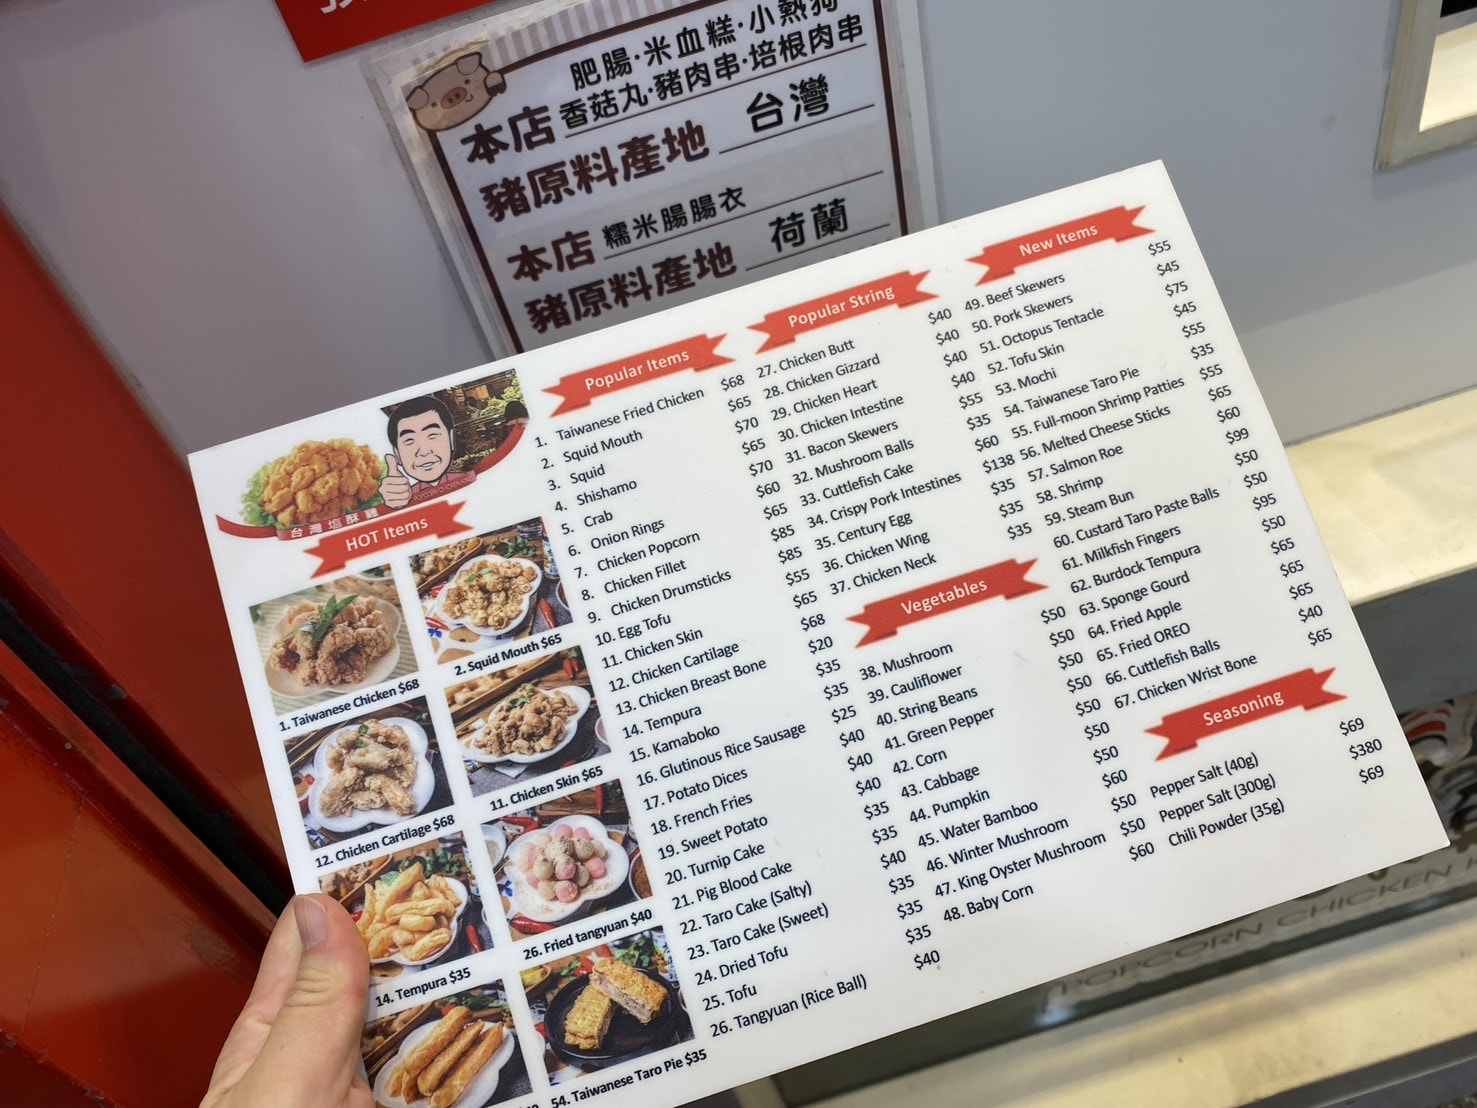 肥腸·米血糕·小熱狗
香菇丸·豬肉串·培根肉串
本店
豬原料產地 台灣
本店 糯米腸腸衣
豬原料產地 荷蘭
POPCORN CHICKEN KING
台灣塩酥雞
HOT Items
1. Taiwanese Chicken $68
2. Squid Mouth $65
12. Chicken Cartilage $68
11. Chicken Skin $65
14. Tempura $35
26. Fried tangyuan $40
54. Taiwanese Taro Pie $35
Popular Items
1. Taiwanese Fried Chicken $68
2. Squid Mouth $65
3. Squid $70
4. Shishamo $65
5. Crab $70
6. Onion Rings $60
7. Chicken Popcorn $65
8. Chicken Fillet $85
9. Chicken Drumsticks $85
10. Egg Tofu $55
11. Chicken Skin $65
12. Chicken Cartilage $68
13. Chicken Breast Bone $20
14. Tempura $35
15. Kamaboko $35
16. Glutinous Rice Sausage $25
17. Potato Dices $40
18. French Fries $40
19. Sweet Potato $40
20. Turnip Cake $35
21. Pig Blood Cake $35
22. Taro Cake (Salty) $40
23. Taro Cake (Sweet) $35
24. Dried Tofu $35
25. Tofu $35
26. Tangyuan (Rice Ball) $40
Popular String
27. Chicken Butt $40
28. Chicken Gizzard $40
29. Chicken Heart $40
30. Chicken Intestine $40
31. Bacon Skewers $55
32. Mushroom Balls $35
33. Cuttlefish Cake $60
34. Crispy Pork Intestines $138
35. Century Egg $35
36. Chicken Wing $35
37. Chicken Neck $35
Vegetables
38. Mushroom $50
39. Cauliflower $50
40. String Beans $50
41. Green Pepper $50
42. Corn $50
43. Cabbage $50
44. Pumpkin $50
45. Water Bamboo $60
46. Winter Mushroom $50
47. King Oyster Mushroom $50
48. Baby Corn $60
New Items
49. Beef Skewers $55
50. Pork Skewers $45
51. Octopus Tentacle $75
52. Tofu Skin $45
53. Mochi $55
54. Taiwanese Taro Pie $35
55. Full-moon Shrimp Patties $55
56. Melted Cheese Sticks $65
57. Salmon Roe $60
58. Shrimp $99
59. Steam Bun $50
60. Custard Taro Paste Balls $50
61. Milkfish Fingers $95
62. Burdock Tempura $50
63. Sponge Gourd $65
64. Fried Apple $65
65. Fried OREO $65
66. Cuttlefish Balls $40
67. Chicken Wrist Bone $65
Seasoning
Pepper Salt (40g) $69
Pepper Salt (300g) $380
Chili Powder (35g) $69
POPCORN CHICKEN